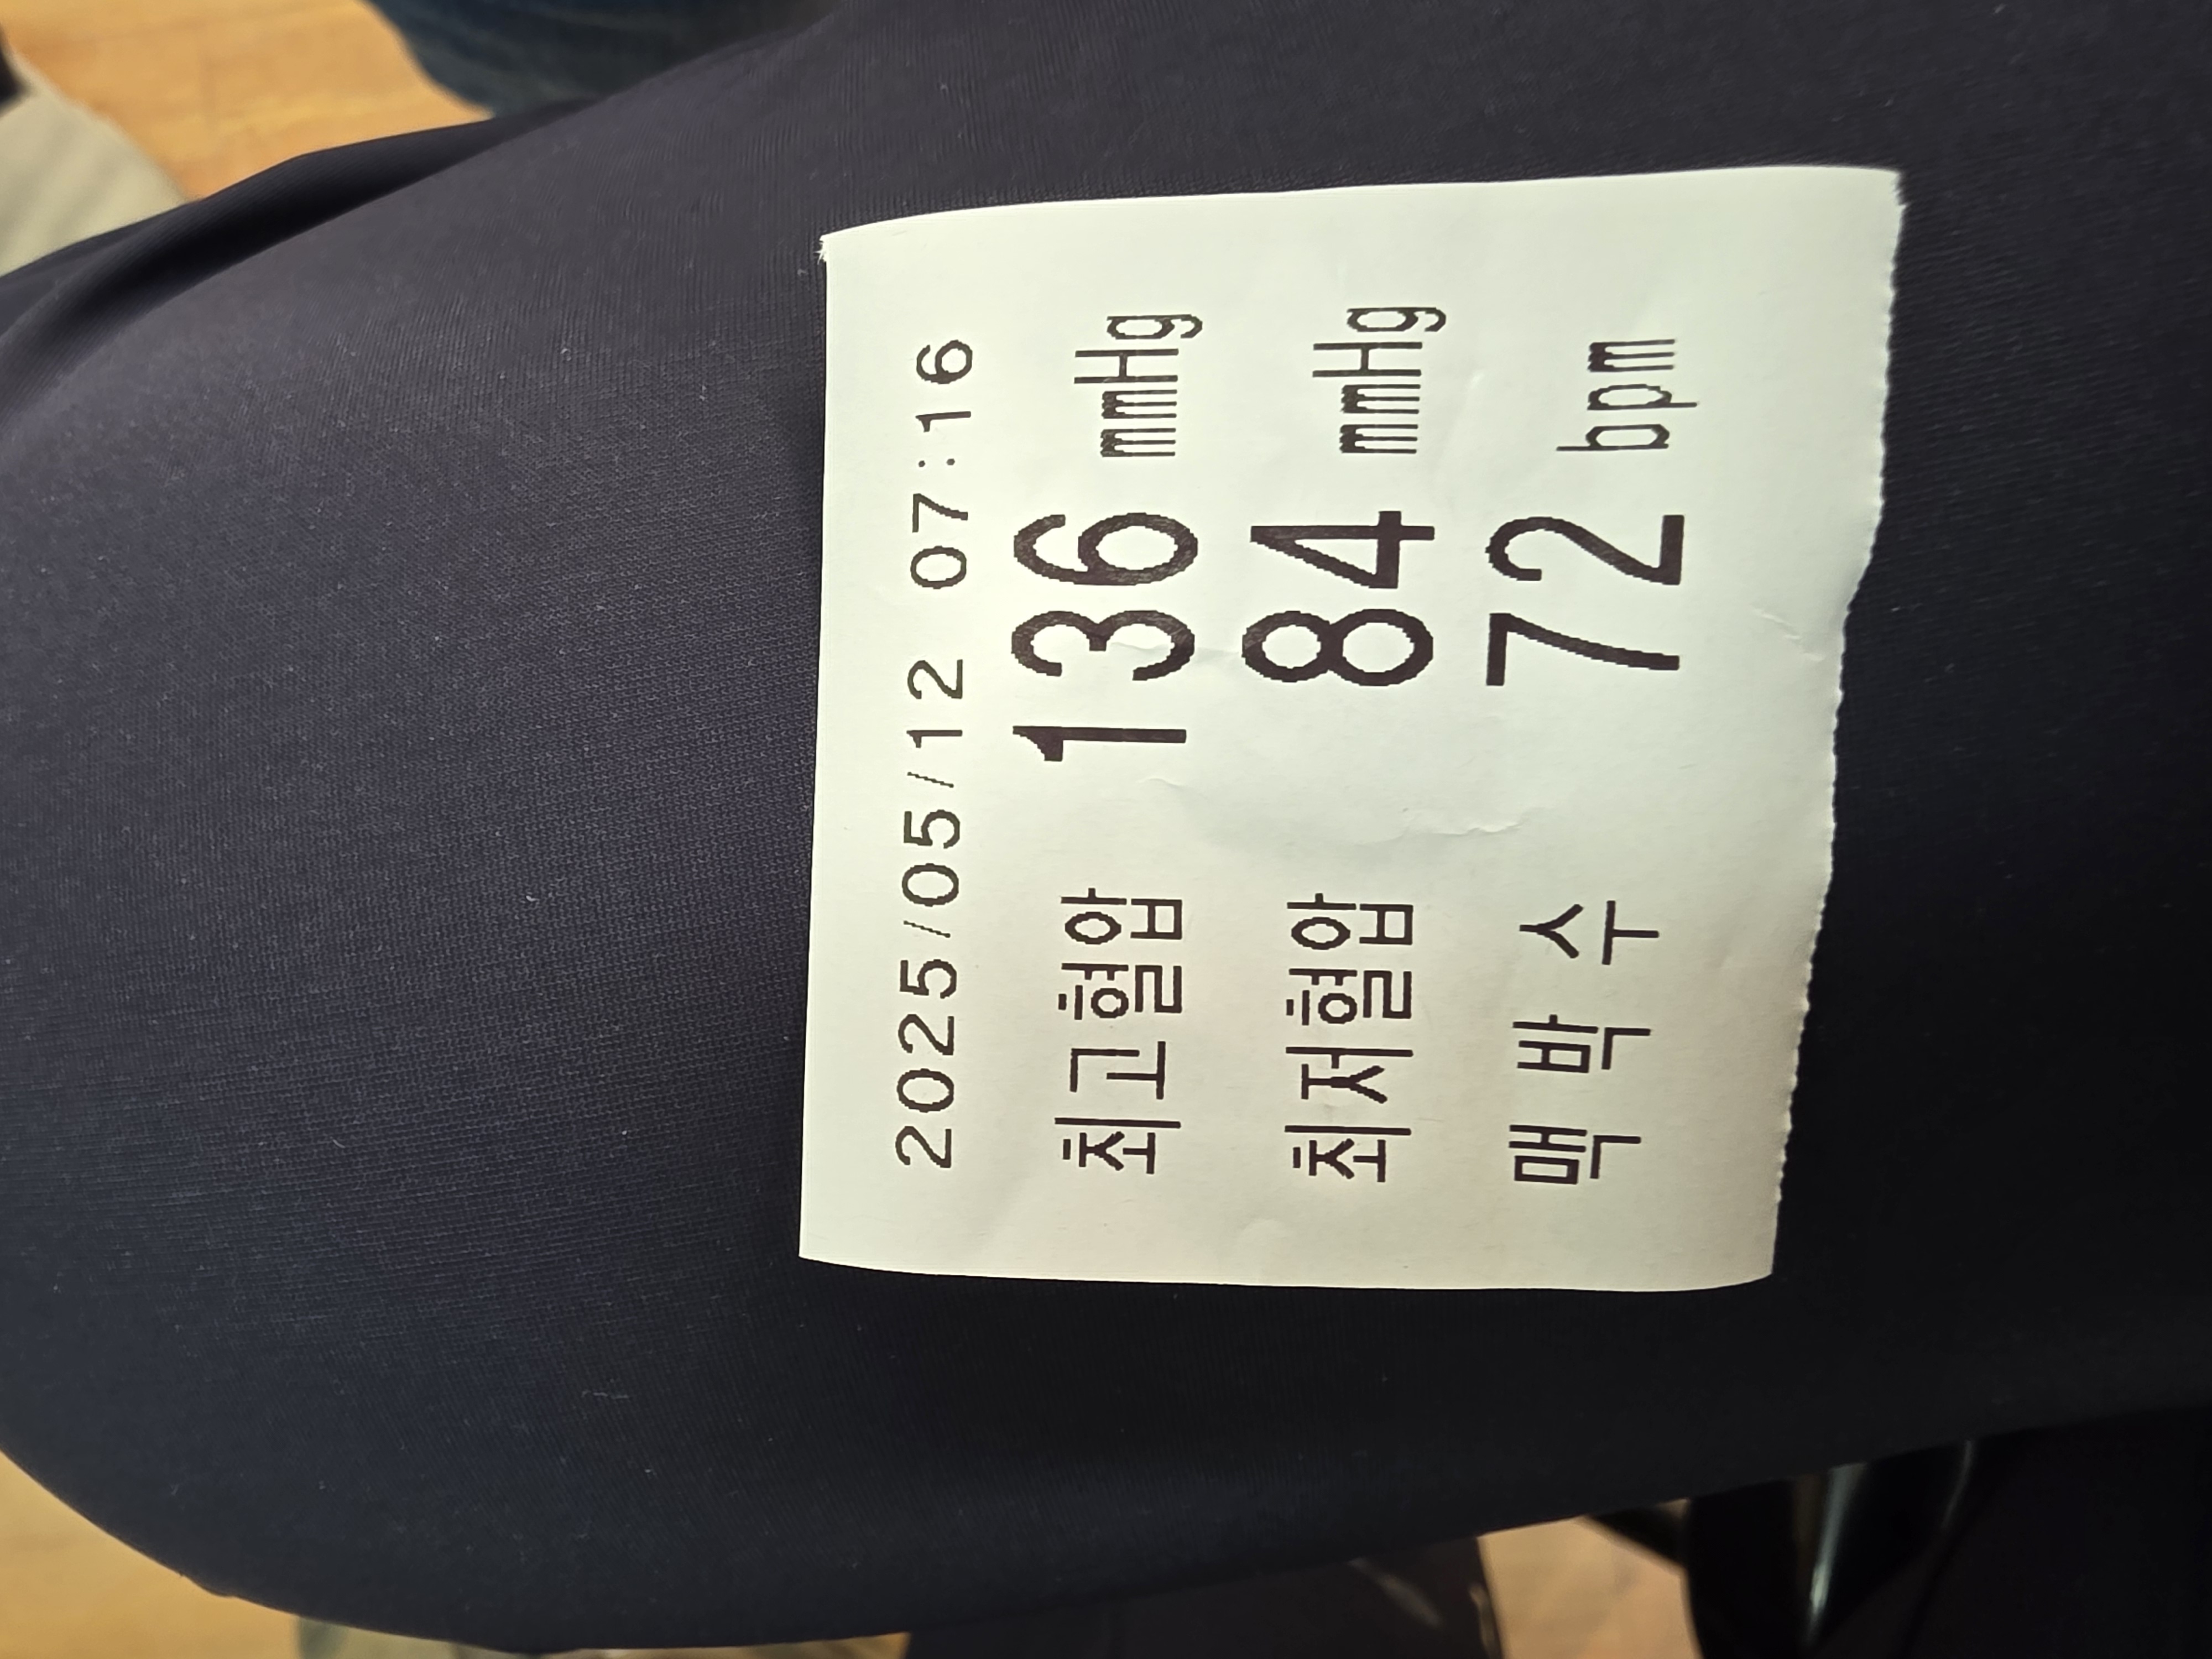 2025/05/12 07:16
최고혈압 136 mmHg
최저혈압 84 mmHg
맥 박 수 72 bpm